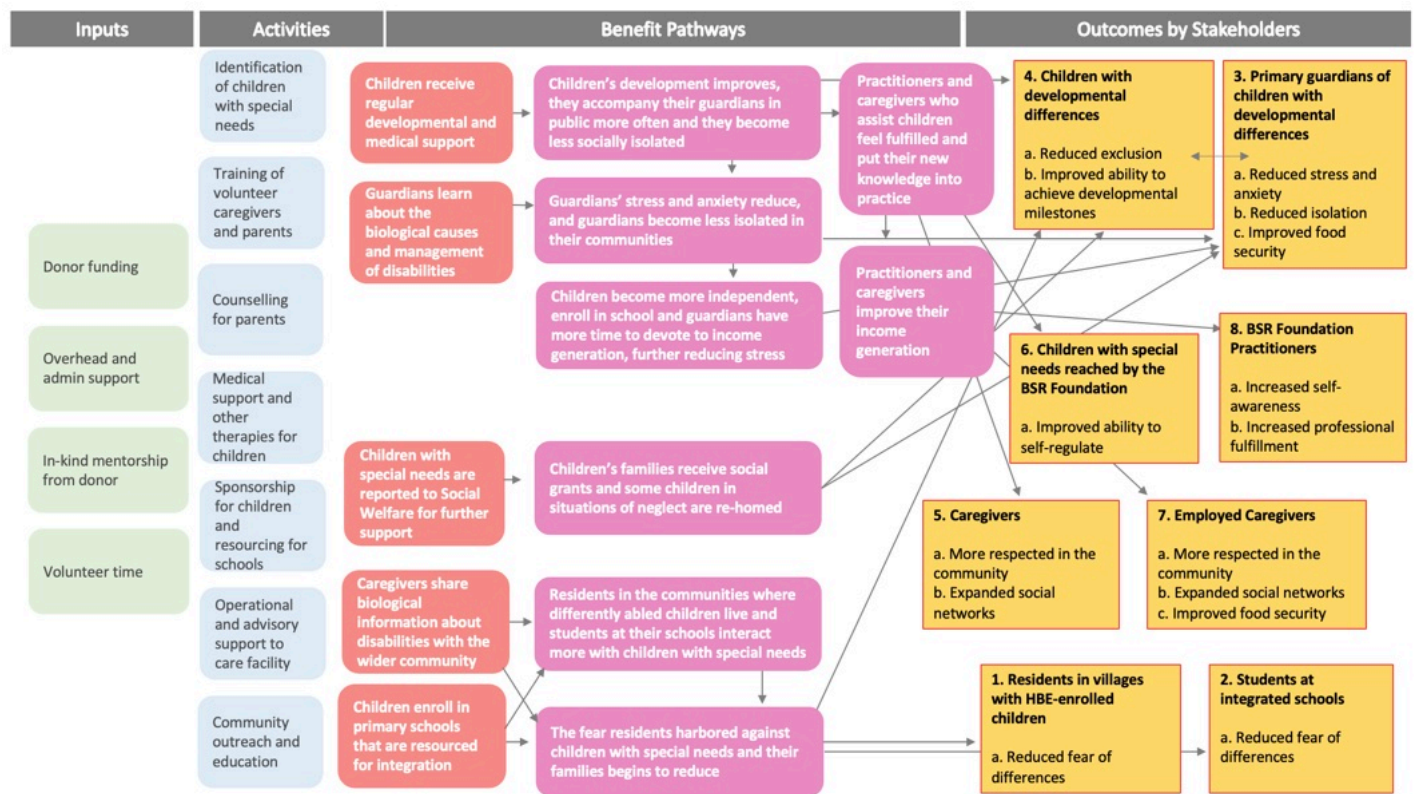 Inputs
Activities
Benefit Pathways
Outcomes by Stakeholders
Donor funding
Overhead and
admin support
In-kind mentorship
from donor
Volunteer time
Identification
of children
with special
needs
Training of
volunteer
caregivers
and parents
Counselling
for parents
Medical
support and
other
therapies for
children
Sponsorship
for children
and
resourcing for
schools
Operational
and advisory
support to
care facility
Community
outreach and
education
Children receive
regular
developmental and
medical support
Guardians learn
about the
biological causes
and management
of disabilities
Children with
special needs are
reported to Social
Welfare for further
support
Caregivers share
biological
information about
disabilities with the
wider community
Children enroll in
primary schools
that are resourced
for integration
Children’s development improves,
they accompany their guardians in
public more often and they become
less socially isolated
Guardians’ stress and anxiety reduce,
and guardians become less isolated in
their communities
Children become more independent,
enroll in school and guardians have
more time to devote to income
generation, further reducing stress
Children’s families receive social
grants and some children in
situations of neglect are re-homed
Residents in the communities where
differently abled children live and
students at their schools interact
more with children with special needs
The fear residents harbored against
children with special needs and their
families begins to reduce
Practitioners and
caregivers who
assist children
feel fulfilled and
put their new
knowledge into
practice
Practitioners and
caregivers
improve their
income
generation
4. Children with
developmental
differences
a. Reduced exclusion
b. Improved ability to
achieve developmental
milestones
3. Primary guardians of
children with
developmental
differences
a. Reduced stress and
anxiety
b. Reduced isolation
c. Improved food
security
6. Children with special
needs reached by the
BSR Foundation
a. Improved ability to
self-regulate
8. BSR Foundation
Practitioners
a. Increased self-
awareness
b. Increased professional
fulfillment
5. Caregivers
a. More respected in the
community
b. Expanded social
networks
7. Employed Caregivers
a. More respected in the
community
b. Expanded social networks
c. Improved food security
1. Residents in villages
with HBE-enrolled
children
a. Reduced fear of
differences
2. Students at
integrated schools
a. Reduced fear of
differences